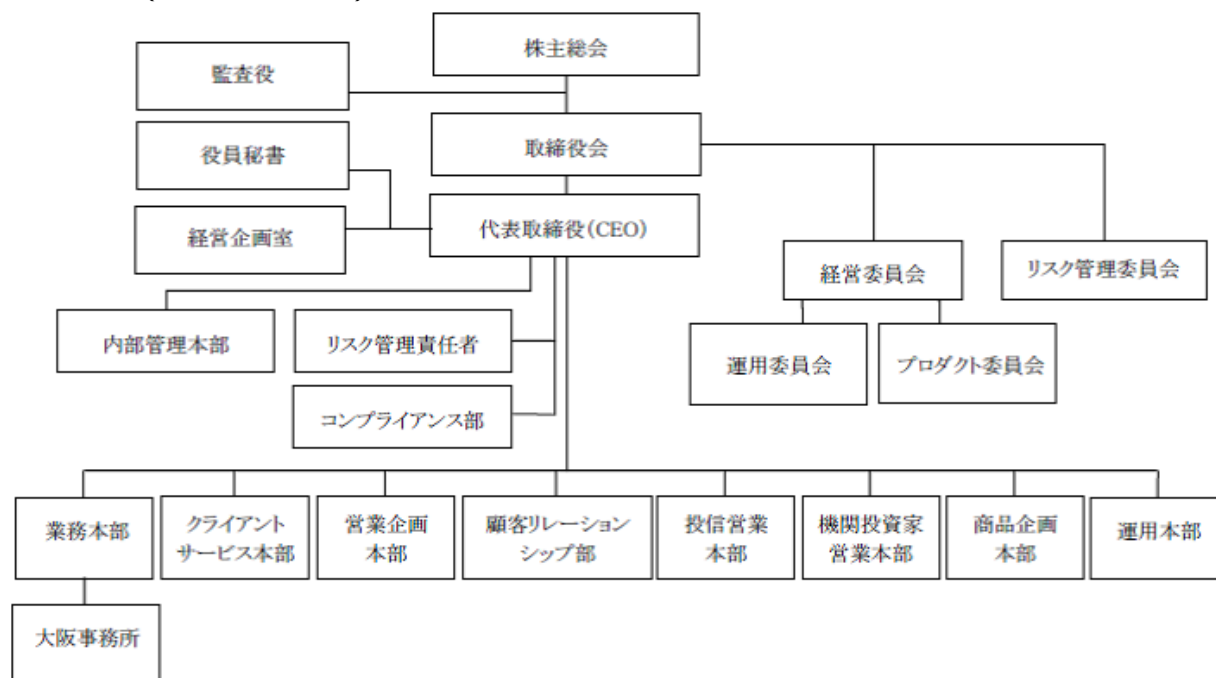 株主総会
監査役
取締役会
役員秘書
代表取締役(CEO)
経営企画室
経営委員会
リスク管理委員会
内部管理本部
リスク管理責任者
運用委員会
プロダクト委員会
コンプライアンス部
業務本部
クライアント
サービス本部
営業企画
本部
顧客リレーション
シップ部
投信営業
本部
機関投資家
営業本部
商品企画
本部
運用本部
大阪事務所